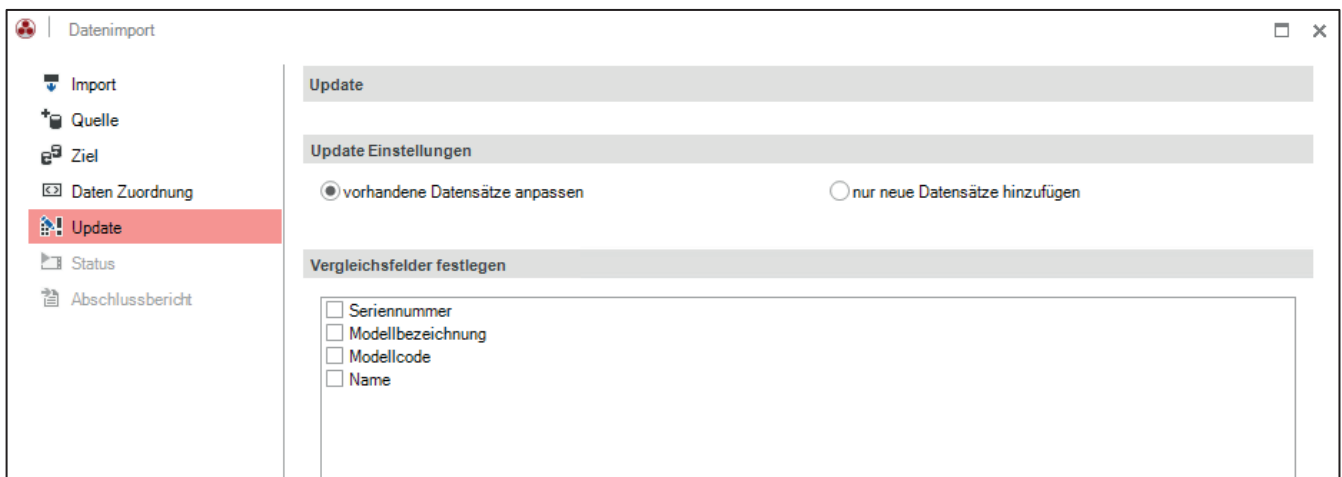 Datenimport
Import
Quelle
Ziel
Daten Zuordnung
Update
Status
Abschlussbericht
Update
Update Einstellungen
vorhandene Datensätze anpassen nur neue Datensätze hinzufügen
Vergleichsfelder festlegen
Seriennummer
Modellbezeichnung
Modellcode
Name